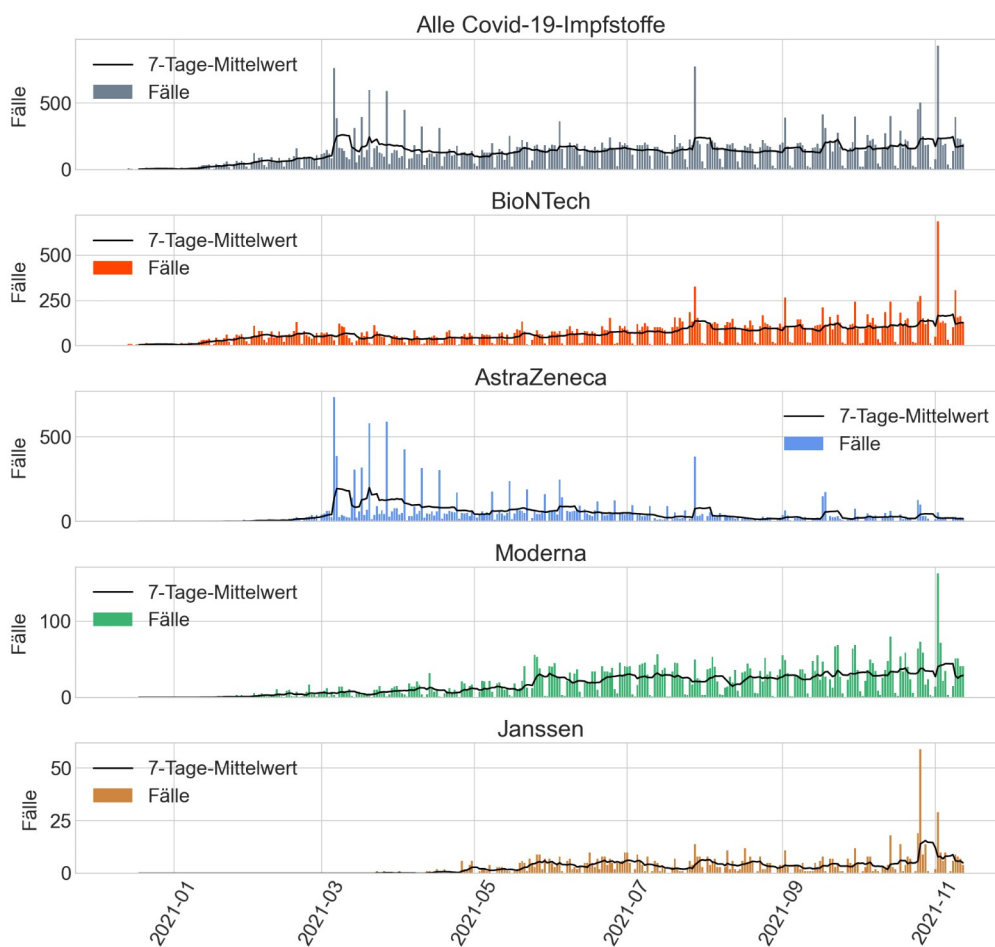 Alle Covid-19-Impfstoffe
7-Tage-Mittelwert
Fälle
Fälle
500
0
BioNTech
7-Tage-Mittelwert
Fälle
Fälle
500
250
0
AstraZeneca
7-Tage-Mittelwert
Fälle
Fälle
500
0
Moderna
7-Tage-Mittelwert
Fälle
Fälle
100
0
Janssen
7-Tage-Mittelwert
Fälle
Fälle
50
25
0
2021-01
2021-03
2021-05
2021-07
2021-09
2021-11